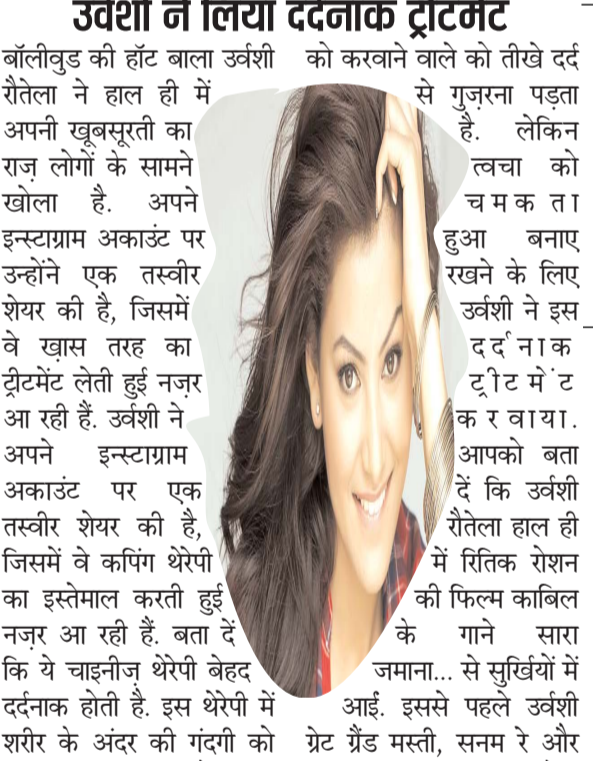 उर्वशी ने लिया दर्दनाक ट्रीटमेंट
बॉलीवुड की हॉट बाला उर्वशी
रौतेला ने हाल ही में
अपनी खूबसूरती का
राज़ लोगों के सामने
खोला है. अपने
इन्स्टाग्राम अकाउंट पर
उन्होंने एक तस्वीर
शेयर की है, जिसमें
वे ख़ास तरह का
ट्रीटमेंट लेती हुई नज़र
आ रही हैं. उर्वशी ने
अपने इन्स्टाग्राम
अकाउंट पर एक
तस्वीर शेयर की है,
जिसमें वे कपिंग थेरेपी
का इस्तेमाल करती हुई
नज़र आ रही हैं. बता दें
कि ये चाइनीज़ थेरेपी बेहद
दर्दनाक होती है. इस थेरेपी में
शरीर के अंदर की गंदगी को
को करवाने वाले को तीखे दर्द
से गुज़रना पड़ता
है. लेकिन
त्वचा को
चमकता
हुआ बनाए
रखने के लिए
उर्वशी ने इस
दर्दनाक
ट्रीटमेंट
करवाया.
आपको बता
दें कि उर्वशी
रौतेला हाल ही
में रितिक रोशन
की फिल्म काबिल
के गाने सारा
जमाना... से सुर्खियों में
आईं. इससे पहले उर्वशी
ग्रेट ग्रैंड मस्ती, सनम रे और